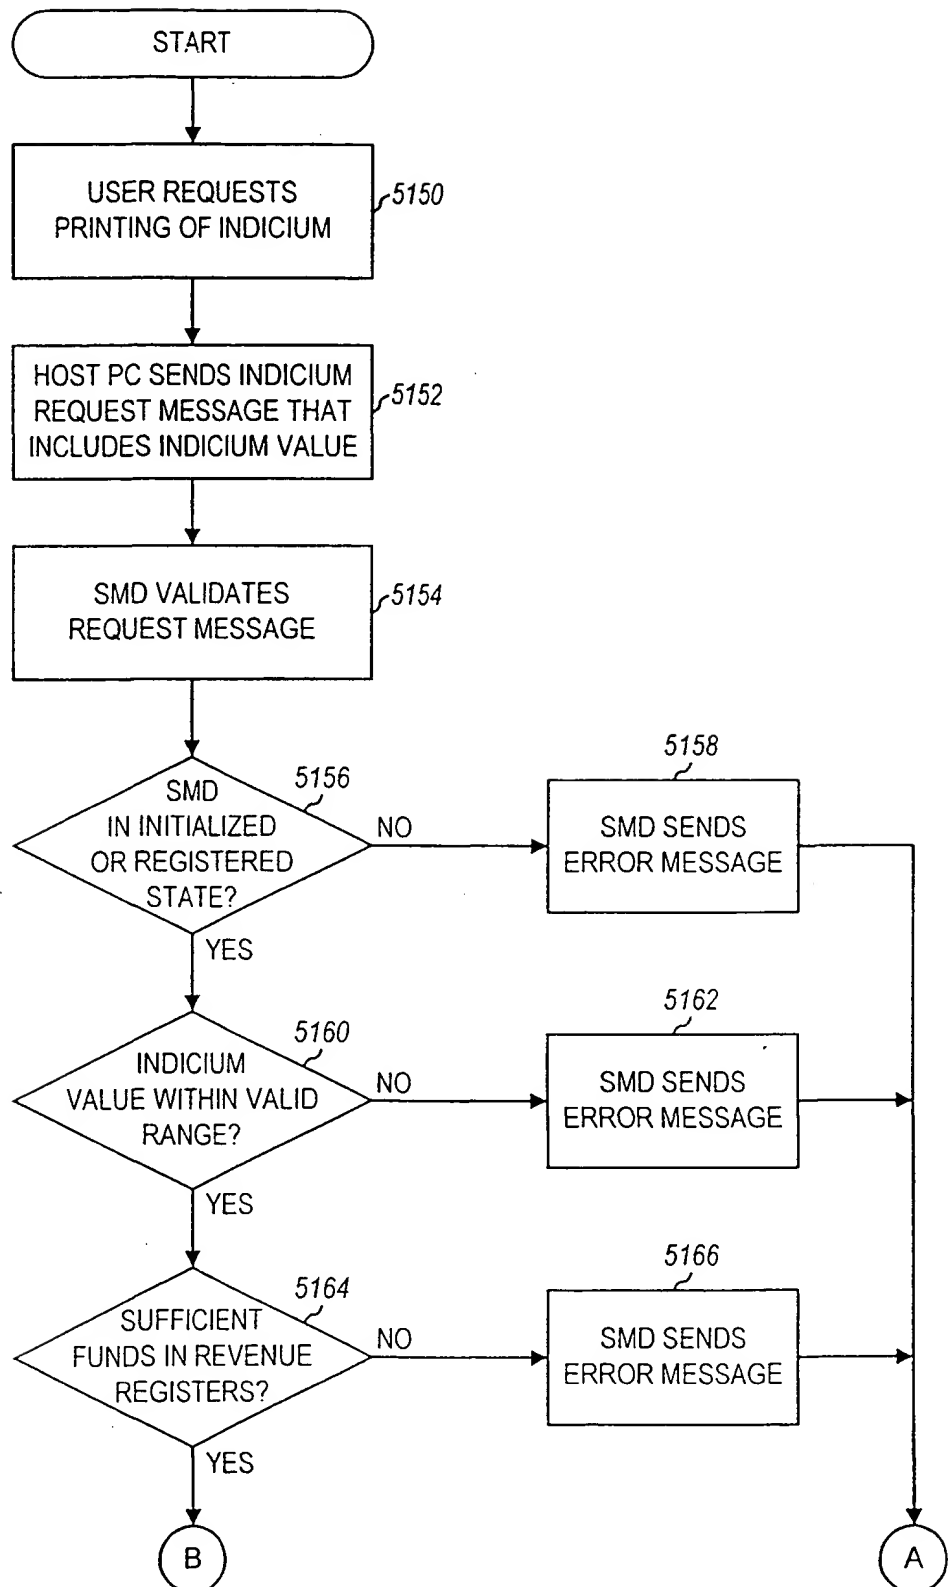 START
USER REQUESTS
PRINTING OF INDICIUM
5150
HOST PC SENDS INDICIUM
REQUEST MESSAGE THAT
INCLUDES INDICIUM VALUE
5152
SMD VALIDATES
REQUEST MESSAGE
5154
SMD
IN INITIALIZED
OR REGISTERED
STATE?
5156
NO
YES
5158
SMD SENDS
ERROR MESSAGE
INDICIUM
VALUE WITHIN VALID
RANGE?
5160
NO
YES
5162
SMD SENDS
ERROR MESSAGE
SUFFICIENT
FUNDS IN REVENUE
REGISTERS?
5164
NO
YES
5166
SMD SENDS
ERROR MESSAGE
B
A